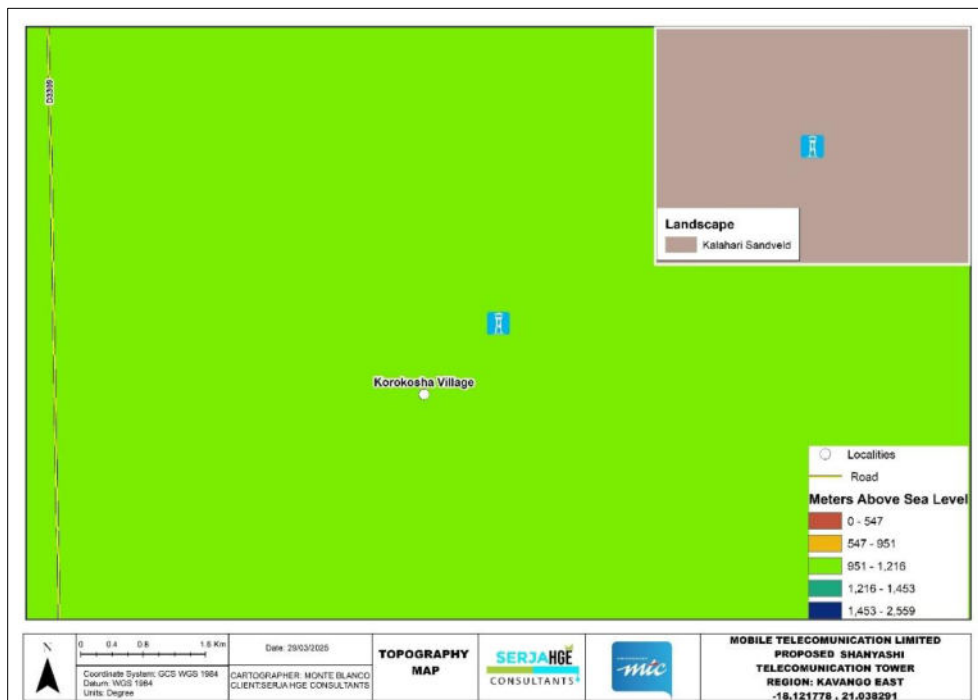 D3399
Landscape
Kalahari Sandveld
Korokosha Village
Localities
Road
Meters Above Sea Level
0 - 547
547 - 951
951 - 1,216
1,216 - 1,453
1,453 - 2,559
N
0 0.4 0.8 1.6 Km
Coordinate System: GCS WGS 1984
Datum: WGS 1984
Units: Degree
Date: 29/03/2025
CARTOGRAPHER: MONTE BLANCO
CLIENT:SERJA HGE CONSULTANTS
TOPOGRAPHY
MAP
SERJAHGE
CONSULTANTS
mtc
MOBILE TELECOMUNICATION LIMITED
PROPOSED SHANYASHI
TELECOMUNICATION TOWER
REGION: KAVANGO EAST
-18.121778 , 21.038291